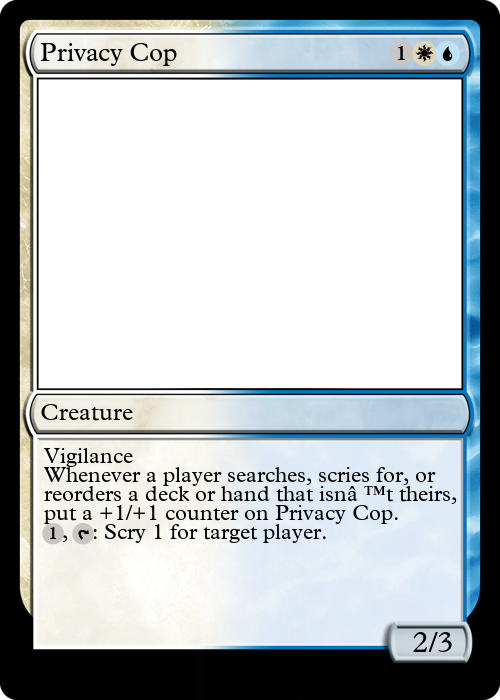 Privacy Cop 1
Creature
Vigilance
Whenever a player searches, scries for, or
reorders a deck or hand that isnâ ™t theirs,
put a +1/+1 counter on Privacy Cop.
1, : Scry 1 for target player.
2/3